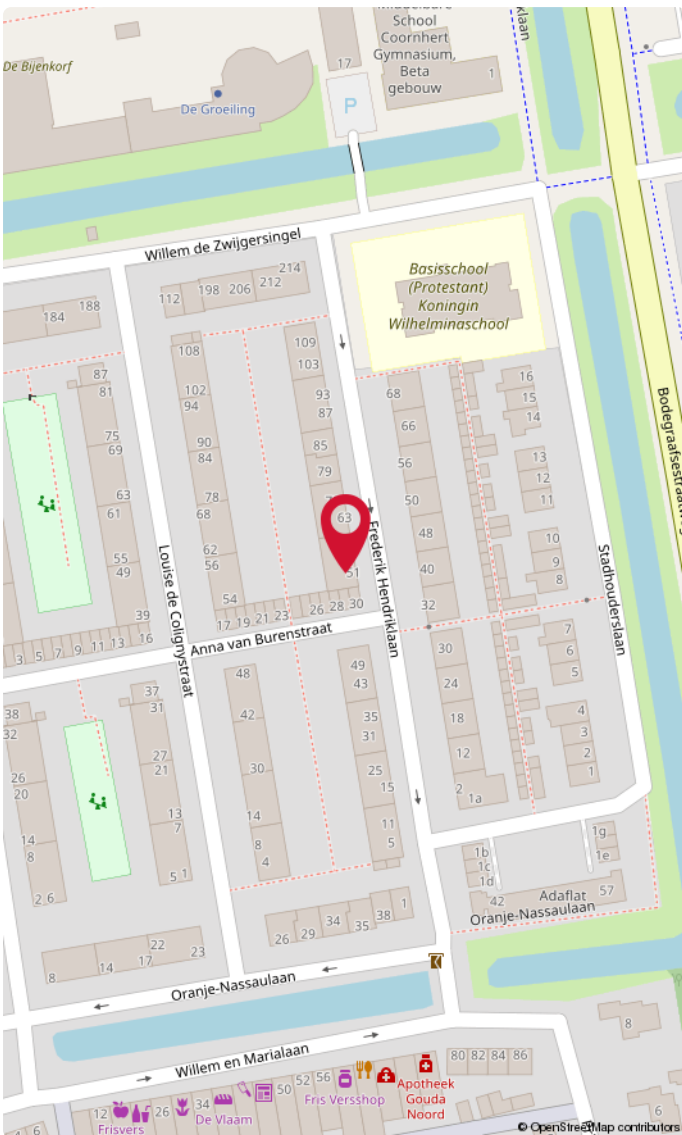 Middelbare
School
Coornhert
Gymnasium,
Beta
gebouw
klaan
De Bijenkorf
De Groeiling
17
P
1
Willem de Zwijgersingel
Basisschool
(Protestant)
Koningin
Wilhelminaschool
214
212
206
198
112
188
184
108
109
103
102
94
93
87
87
81
90
84
85
79
75
69
78
68
63
63
61
62
56
55
49
51
54
39
68
66
56
50
48
40
32
16
15
14
13
12
11
10
9
8
Bodegraafsestraatweg
Frederik Hendriklaan
Louise de Colignystraat
Stadhouderslaan
17 19 21 23
26 28 30
3 5 7 9 11 13 16
Anna van Burenstraat
30
24
18
12
2
1a
7
6
5
4
3
2
1
49
43
35
31
25
15
11
5
48
42
30
14
8
4
37
31
27
21
13
7
5 1
38
32
26
20
14
8
2 6
1b
1c
1d
1g
1e
42
57
Adaflat
Oranje-Nassaulaan
26 29 34 35 38 1
8 14 17 22 23
Oranje-Nassaulaan
Willem en Marialaan
80 82 84 86
8
6
Apotheek
Gouda
Noord
50 52 56
Fris Versshop
12 26 34
De Vlaam
Frisvers
© OpenStreetMap contributors